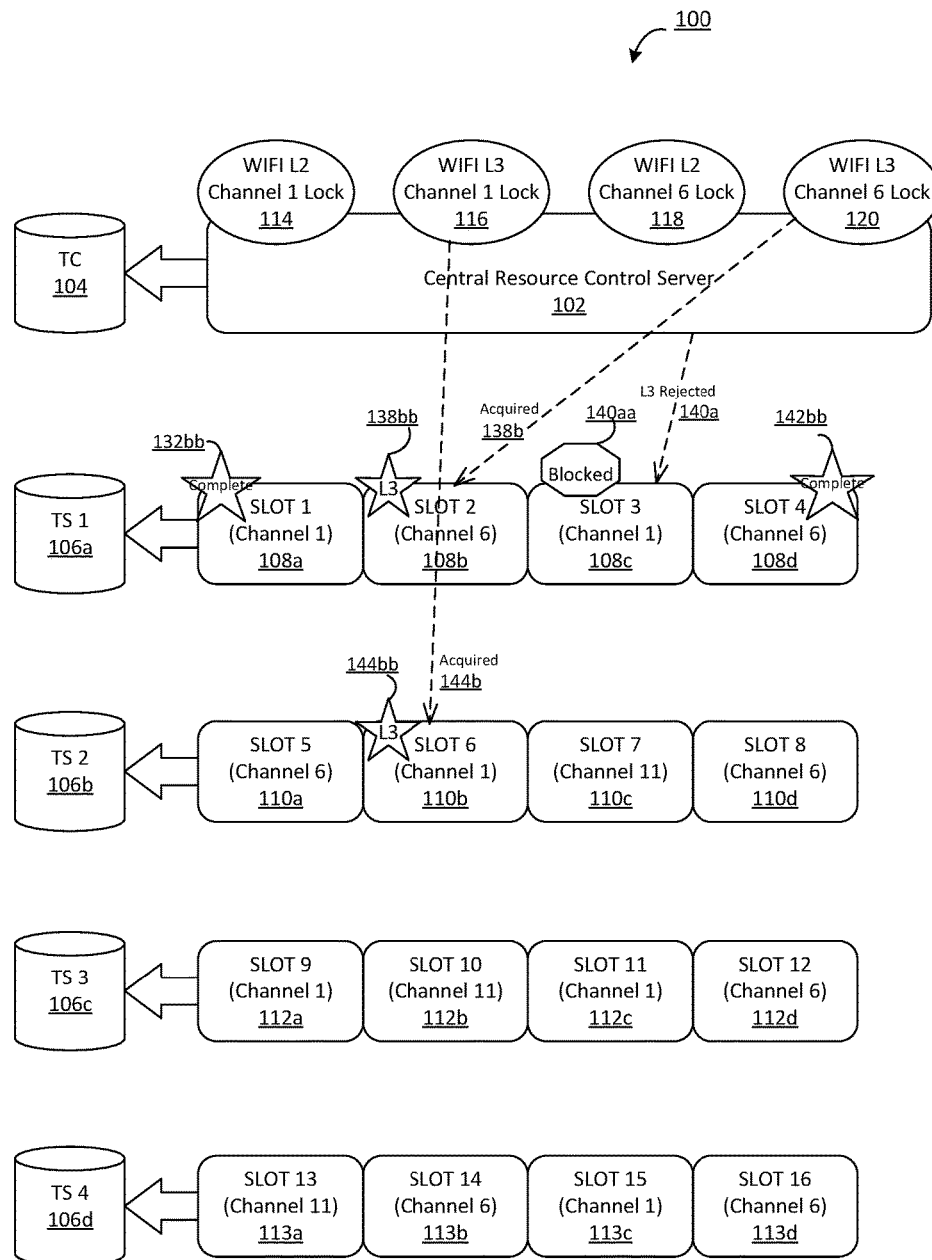 100
WIFI L2
Channel 1 Lock
114
WIFI L3
Channel 1 Lock
116
WIFI L2
Channel 6 Lock
118
WIFI L3
Channel 6 Lock
120
TC
104
Central Resource Control Server
102
132bb
138bb
Acquired
138b
140aa
L3 Rejected
140a
142bb
Complete
L3
Blocked
Complete
TS 1
106a
SLOT 1
(Channel 1)
108a
SLOT 2
(Channel 6)
108b
SLOT 3
(Channel 1)
108c
SLOT 4
(Channel 6)
108d
144bb
Acquired
144b
L3
TS 2
106b
SLOT 5
(Channel 6)
110a
SLOT 6
(Channel 1)
110b
SLOT 7
(Channel 11)
110c
SLOT 8
(Channel 6)
110d
TS 3
106c
SLOT 9
(Channel 1)
112a
SLOT 10
(Channel 11)
112b
SLOT 11
(Channel 1)
112c
SLOT 12
(Channel 6)
112d
TS 4
106d
SLOT 13
(Channel 11)
113a
SLOT 14
(Channel 6)
113b
SLOT 15
(Channel 1)
113c
SLOT 16
(Channel 6)
113d